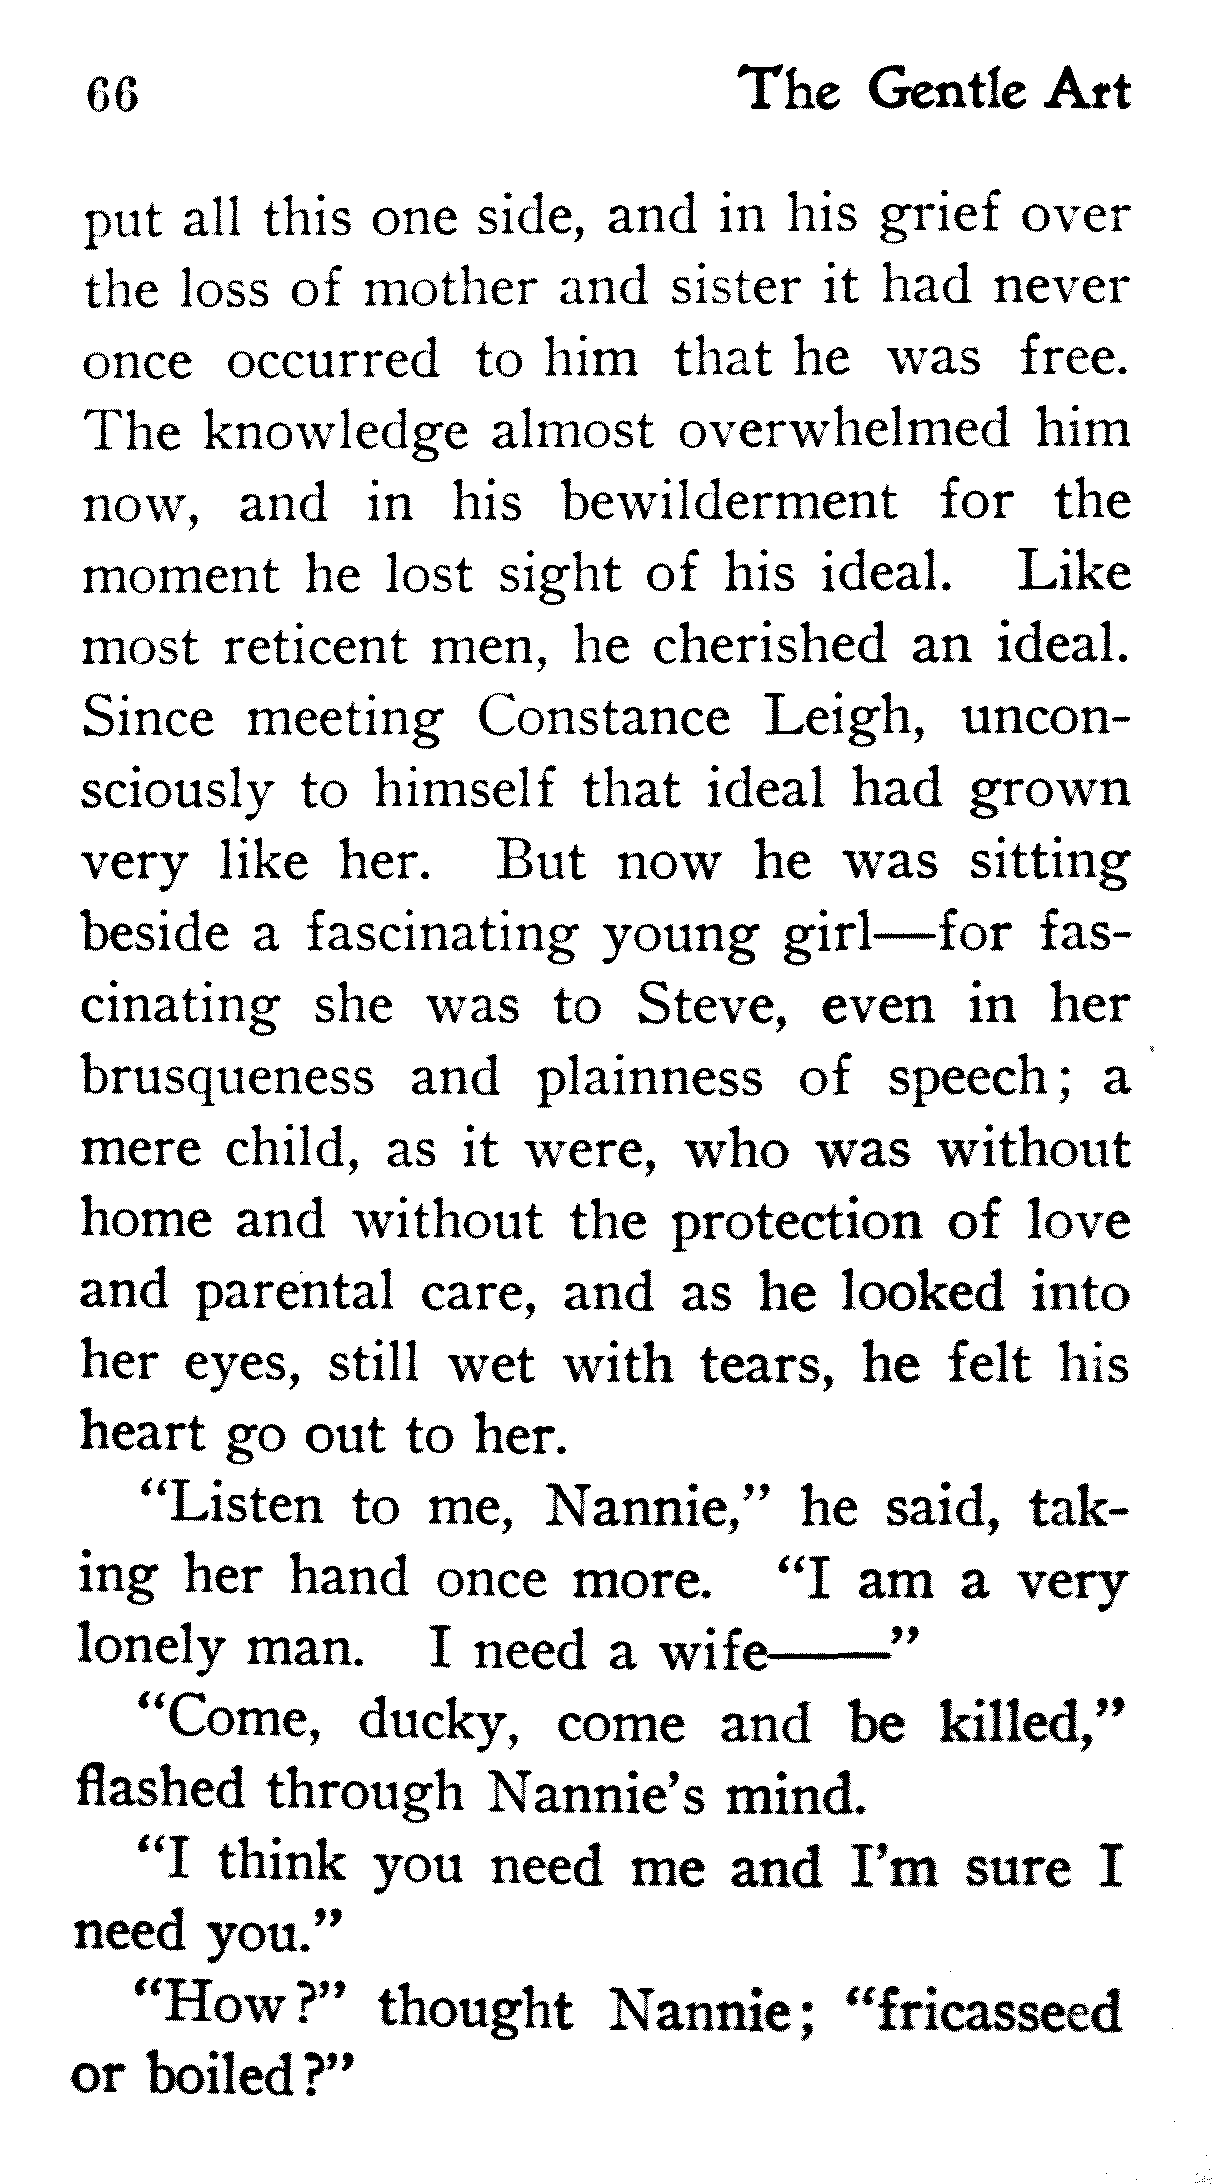 66 The Gentle Art
put all this one side, and in his grief over
the loss of mother and sister it had never
once occurred to him that he was free.
The knowledge almost overwhelmed him
now, and in his bewilderment for the
moment he lost sight of his ideal. Like
most reticent men, he cherished an ideal.
Since meeting Constance Leigh, uncon-
sciously to himself that ideal had grown
very like her. But now he was sitting
beside a fascinating young girl—for fas-
cinating she was to Steve, even in her
brusqueness and plainness of speech; a
mere child, as it were, who was without
home and without the protection of love
and parental care, and as he looked into
her eyes, still wet with tears, he felt his
heart go out to her.
"Listen to me, Nannie," he said, tak-
ing her hand once more. "I am a very
lonely man. I need a wife——"
"Come, ducky, come and be killed,"
flashed through Nannie's mind.
"I think you need me and I'm sure I
need you."
"How?" thought Nannie; "fricasseed
or boiled?"